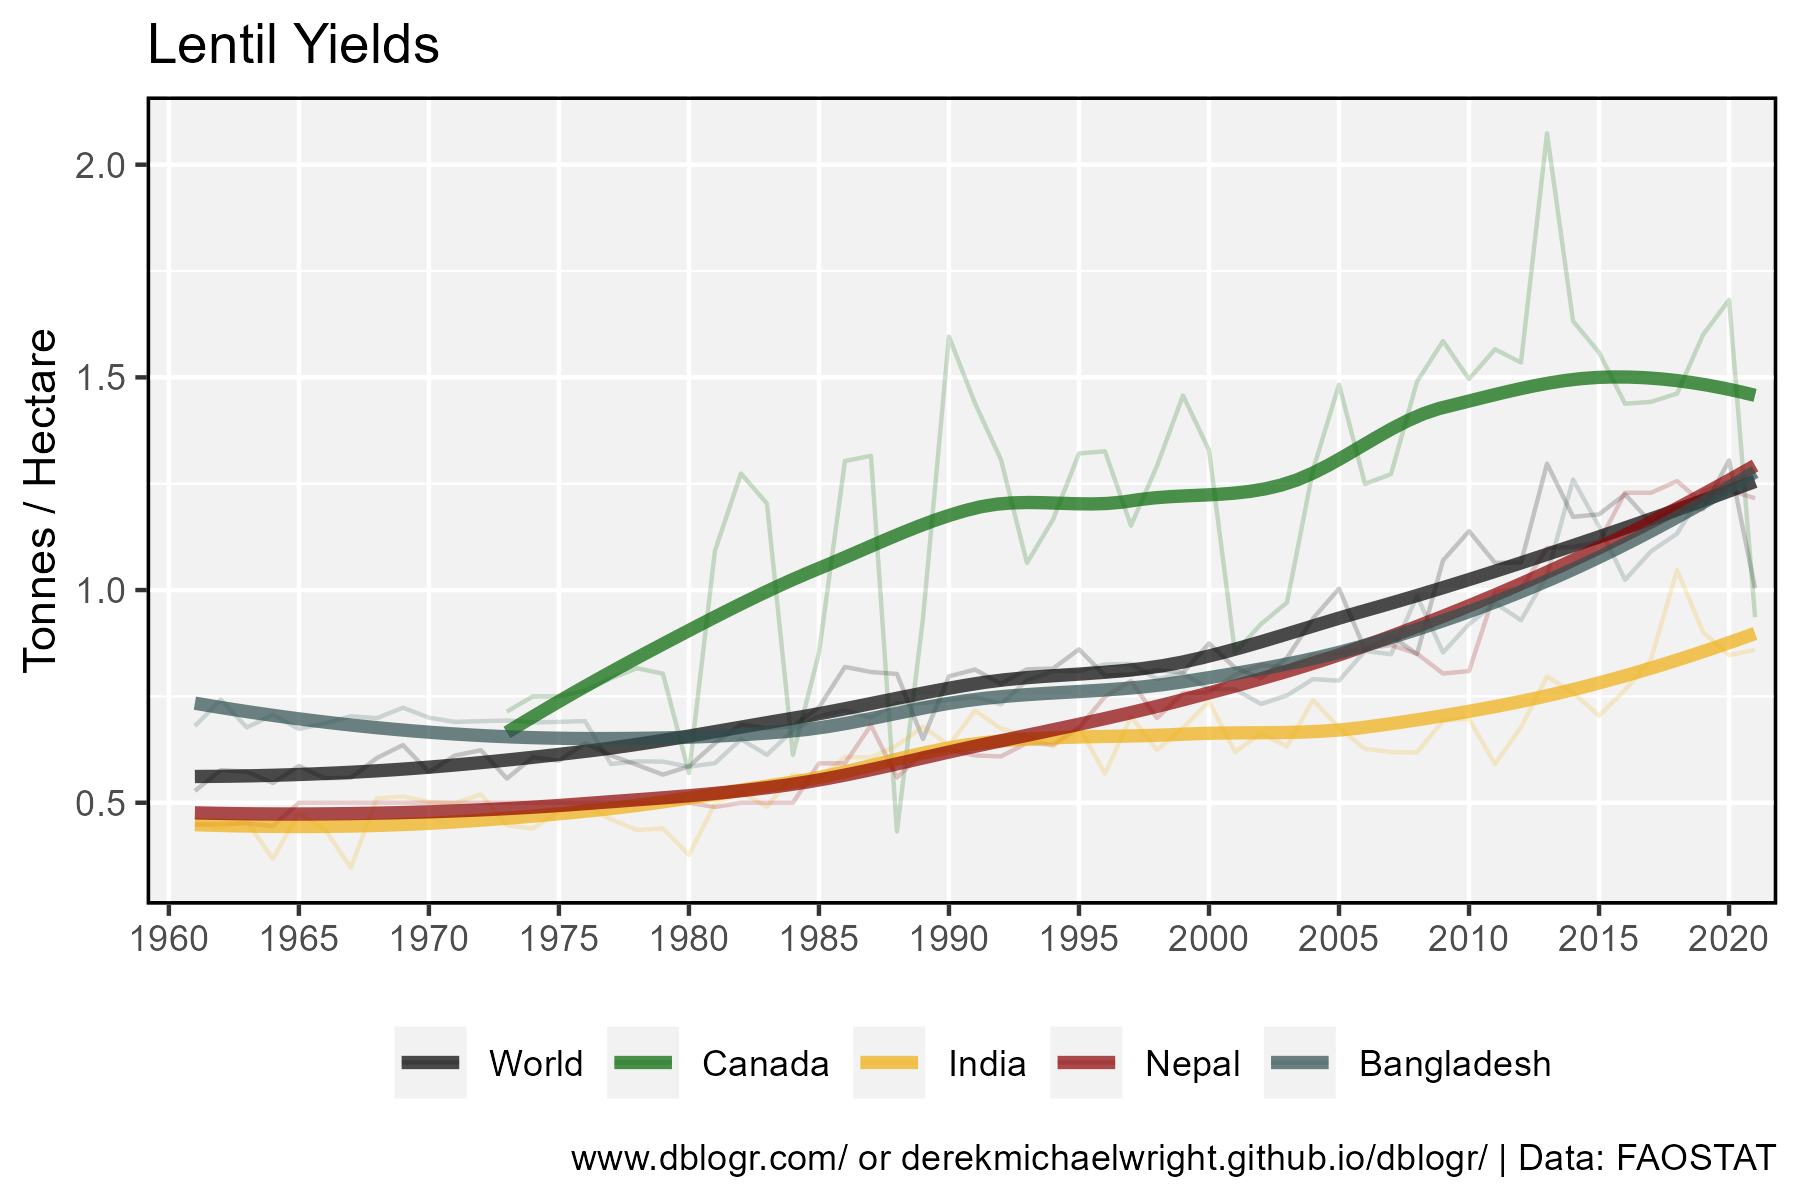 Lentil Yields
Tonnes / Hectare
2.0
1.5
1.0
0.5
1960 1965 1970 1975 1980 1985 1990 1995 2000 2005 2010 2015 2020
World Canada India Nepal Bangladesh
www.dblogr.com/ or derekmichaelwright.github.io/dblogr/ | Data: FAOSTAT